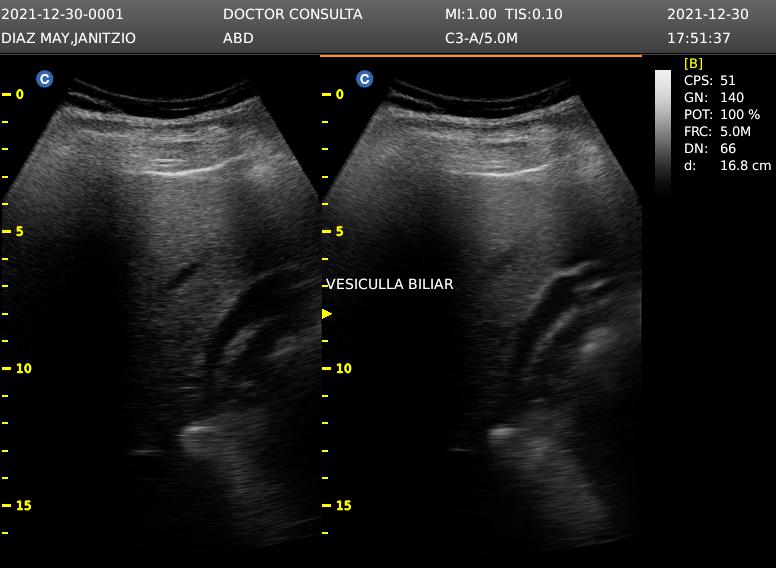 2021-12-30-0001 DOCTOR CONSULTA MI:1.00 TIS:0.10 2021-12-30
DIAZ MAY,JANITZIO ABD C3-A/5.0M 17:51:37
C
C
[B]
CPS: 51
GN: 140
POT: 100 %
FRC: 5.0M
DN: 66
d: 16.8 cm
0
0
5
5
VESICULLA BILIAR
10
10
15
15